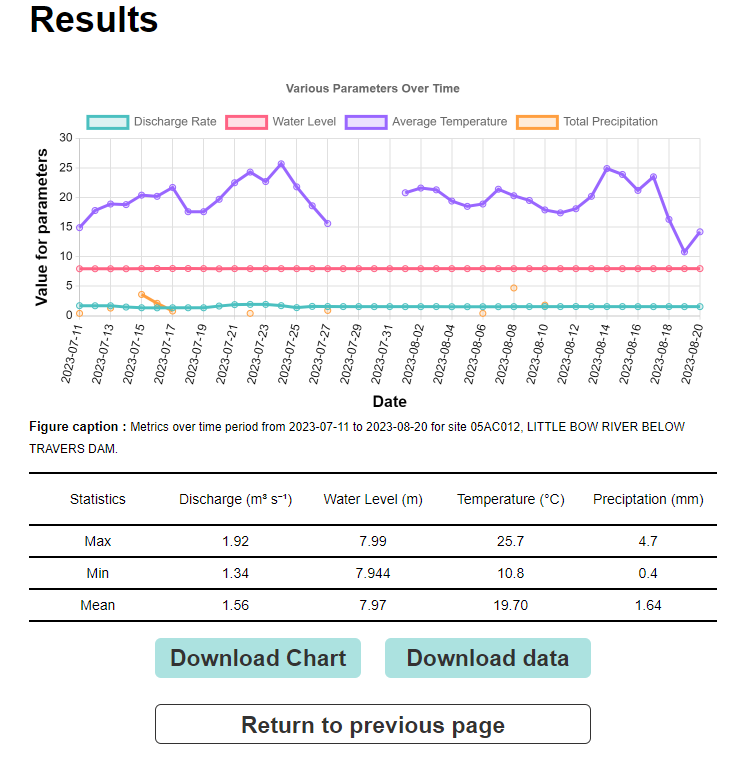 Results
Various Parameters Over Time
Discharge Rate Water Level Average Temperature Total Precipitation
Value for parameters
30
25
20
15
10
5
0
2023-07-11 2023-07-13 2023-07-15 2023-07-17 2023-07-19 2023-07-21 2023-07-23 2023-07-25 2023-07-27 2023-07-29 2023-07-31 2023-08-02 2023-08-04 2023-08-06 2023-08-08 2023-08-10 2023-08-12 2023-08-14 2023-08-16 2023-08-18 2023-08-20
Date
Figure caption : Metrics over time period from 2023-07-11 to 2023-08-20 for site 05AC012, LITTLE BOW RIVER BELOW
TRAVERS DAM.
Statistics Discharge (m³ s⁻¹) Water Level (m) Temperature (°C) Preciptation (mm)
Max 1.92 7.99 25.7 4.7
Min 1.34 7.944 10.8 0.4
Mean 1.56 7.97 19.70 1.64
Download Chart Download data
Return to previous page